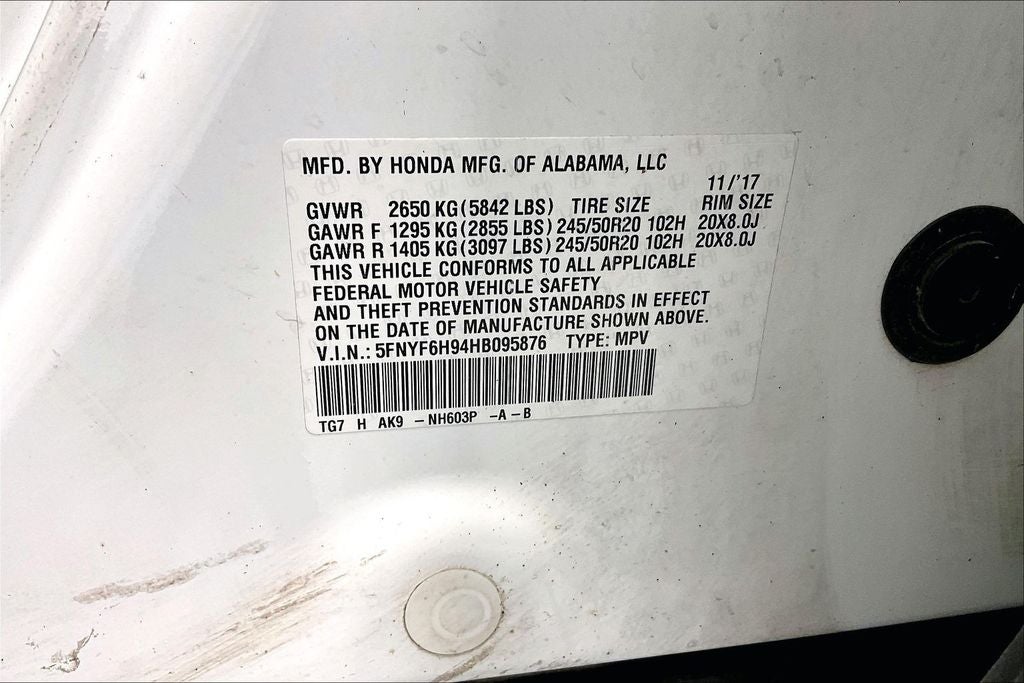 MFD. BY HONDA MFG. OF ALABAMA, LLC
11/'17
GVWR 2650 KG (5842 LBS) TIRE SIZE RIM SIZE
GAWR F 1295 KG (2855 LBS) 245/50R20 102H 20X8.0J
GAWR R 1405 KG (3097 LBS) 245/50R20 102H 20X8.0J
THIS VEHICLE CONFORMS TO ALL APPLICABLE
FEDERAL MOTOR VEHICLE SAFETY
AND THEFT PREVENTION STANDARDS IN EFFECT
ON THE DATE OF MANUFACTURE SHOWN ABOVE.
V.I.N.: 5FNYF6H94HB095876 TYPE: MPV
TG7 H AK9 -NH603P -A-B